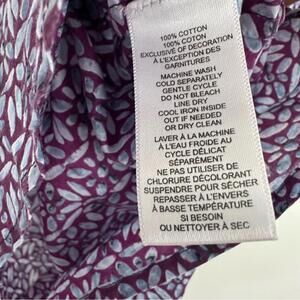 100% COTTON
100% COTON
EXCLUSIVE OF DECORATION
À L'EXCEPTION DES
GARNITURES
MACHINE WASH
COLD SEPARATELY
GENTLE CYCLE
DO NOT BLEACH
LINE DRY
COOL IRON INSIDE
OUT IF NEEDED
OR DRY CLEAN
LAVER À LA MACHINE
À L'EAU FROIDE AU
CYCLE DÉLICAT
SÉPARÉMENT
NE PAS UTILISER DE
CHLORURE DÉCOLORANT
SUSPENDRE POUR SÉCHER
REPASSER À L'ENVERS
À BASSE TEMPÉRATURE
SI BESOIN
OU NETTOYER À SEC